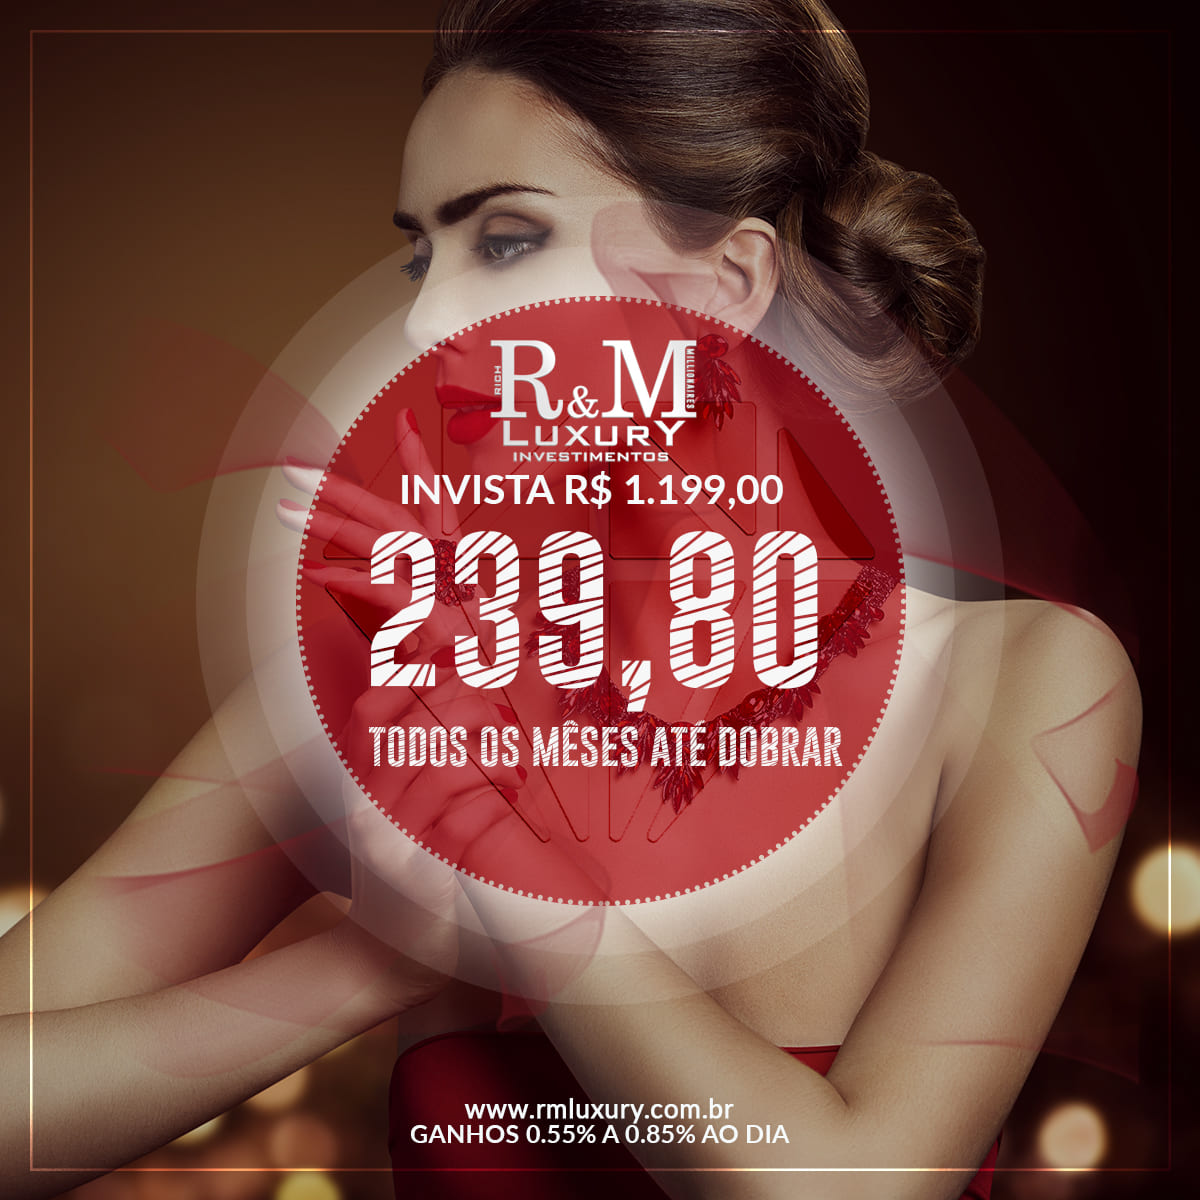 RICH
R&M
MILLIONAIRES
LUXURY
INVESTIMENTOS
INVISTA R$ 1.199,00
239,80
TODOS OS MÊSES ATÉ DOBRAR
www.rmluxury.com.br
GANHOS 0.55% A 0.85% AO DIA